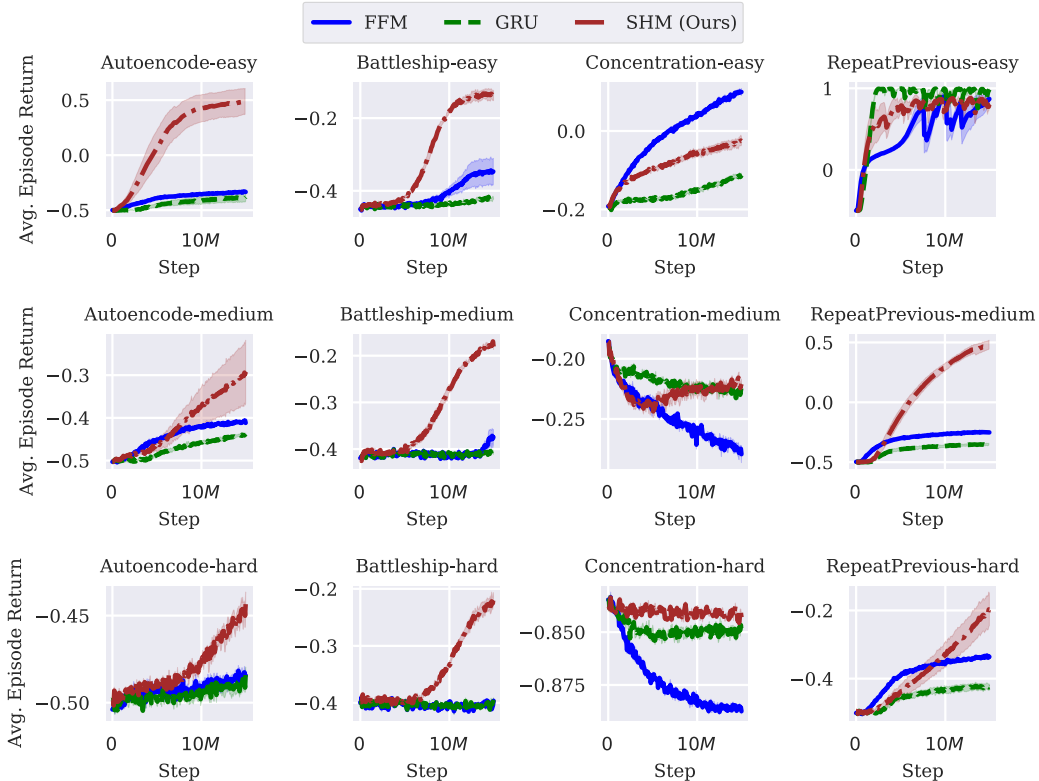 FFM GRU SHM (Ours)
Autoencode-easy Battleship-easy Concentration-easy RepeatPrevious-easy
Avg. Episode Return
0.5
0.0
−0.5
−0.2
−0.4
0.0
−0.2
1
0
0 10M 0 10M 0 10M 0 10M
Step Step Step Step
Autoencode-medium Battleship-medium Concentration-medium RepeatPrevious-medium
Avg. Episode Return
−0.3
−0.4
−0.5
−0.2
−0.3
−0.4
−0.20
−0.25
0.5
0.0
−0.5
0 10M 0 10M 0 10M 0 10M
Step Step Step Step
Autoencode-hard Battleship-hard Concentration-hard RepeatPrevious-hard
Avg. Episode Return
−0.45
−0.50
−0.2
−0.3
−0.4
−0.850
−0.875
−0.2
−0.4
0 10M 0 10M 0 10M 0 10M
Step Step Step Step